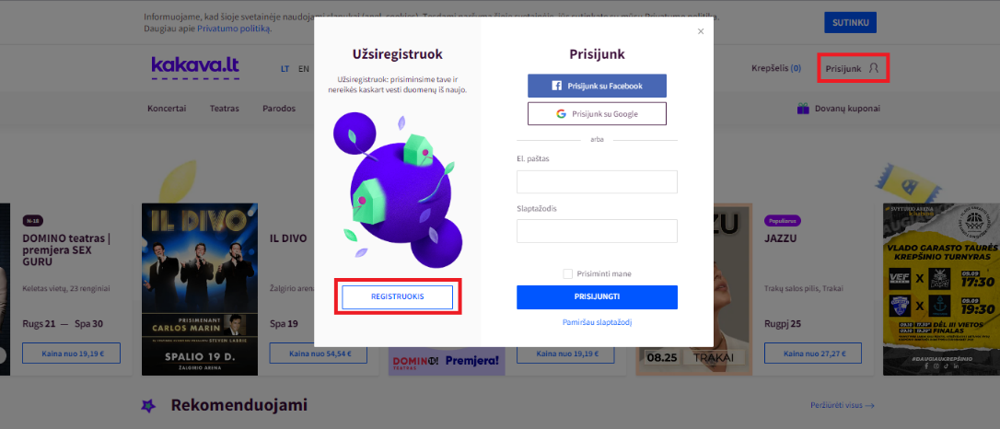 Informuojame, kad šioje svetainėje naudojami slapukai (angl. cookies). Tęsdami naršymą šioje svetainėje, jūs sutinkate su mūsų Privatumo politika.
Daugiau apie Privatumo politiką.
SUTINKU
kakava.lt
LT EN
Krepšelis (0)
Prisijunk
Koncertai Teatras Parodos
Dovanų kuponai
×
Užsiregistruok
Užsiregistruok: prisiminsime tave ir
nereikės kaskart vesti duomenų iš naujo.
REGISTRUOKIS
Prisijunk
Prisijunk su Facebook
Prisijunk su Google
arba
El. paštas
Slaptažodis
Prisiminti mane
PRISIJUNGTI
Pamiršau slaptažodį
N-16
DOMINO teatras |
premjera SEX
GURU
Keletas vietų, 23 renginiai
Rugs 21 — Spa 30
Kaina nuo 19,19 €
IL DIVO
PRISIMENANT
CARLOS MARIN
STEVEN LABRIE
SPALIO 19 D.
ŽALGIRIO ARENA
IL DIVO
Žalgirio aren
Spa 19
Kaina nuo 54,54 €
DOMINO!
TEATRAS
Premjera!
Kaina nuo 19,19 €
ZZU
08.25
TRAKAI
Populiarus
JAZZU
Trakų salos pilis, Trakai
Rugpj 25
Kaina nuo 27,27 €
ŠVYTURIO ARENA
VLADO GARASTO TAURĖS
KREPŠINIO TURNYRAS
VEF X
09.09
17:30
X
09.09
19:30
DĖL III VIETOS
FINALAS
#DAUGIAUKREPŠINIO
Rekomenduojami
Peržiūrėti visus →